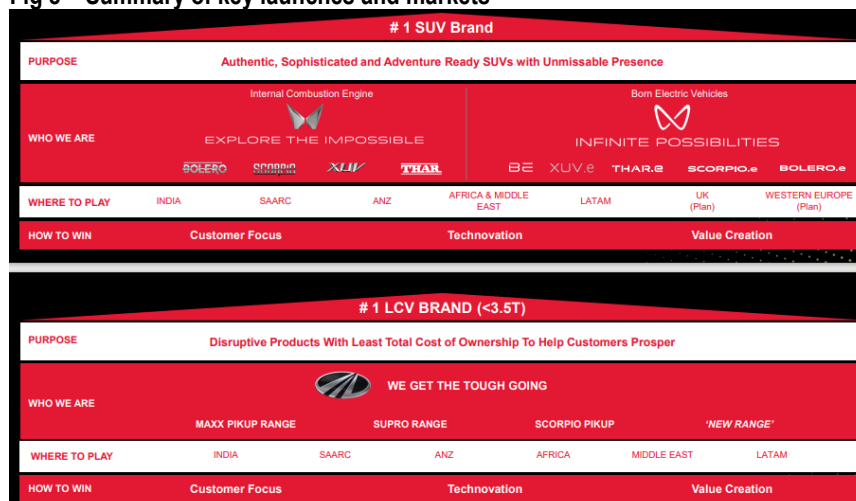 # 1 SUV Brand
PURPOSE
Authentic, Sophisticated and Adventure Ready SUVs with Unmissable Presence
WHO WE ARE
Internal Combustion Engine
EXPLORE THE IMPOSSIBLE
BOLERO SCORPIO XUV THAR
Born Electric Vehicles
INFINITE POSSIBILITIES
BE XUV.e THAR.e SCORPIO.e BOLERO.e
WHERE TO PLAY
INDIA
SAARC
ANZ
AFRICA & MIDDLE
EAST
LATAM
UK
(Plan)
WESTERN EUROPE
(Plan)
HOW TO WIN
Customer Focus
Technovation
Value Creation
# 1 LCV BRAND (<3.5T)
PURPOSE
Disruptive Products With Least Total Cost of Ownership To Help Customers Prosper
WHO WE ARE
WE GET THE TOUGH GOING
MAXX PIKUP RANGE
SUPRO RANGE
SCORPIO PIKUP
'NEW RANGE'
WHERE TO PLAY
INDIA
SAARC
ANZ
AFRICA
MIDDLE EAST
LATAM
HOW TO WIN
Customer Focus
Technovation
Value Creation